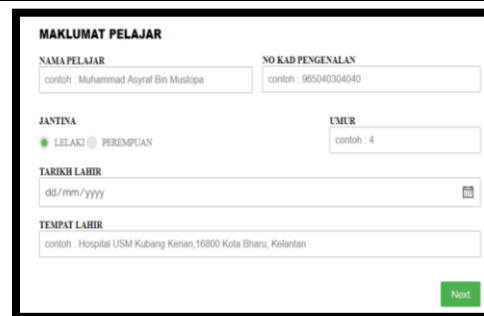 MAKLUMAT PELAJAR
NAMA PELAJAR NO KAD PENGENALAN
contoh : Muhammad Asyraf Bin Mustopa contoh : 965040304040
JANTINA UMUR
LELAKI PEREMPUAN contoh : 4
TARIKH LAHIR
dd/mm/yyyy
TEMPAT LAHIR
contoh : Hospital USM Kubang Kerian,16800 Kota Bharu, Kelantan
Next